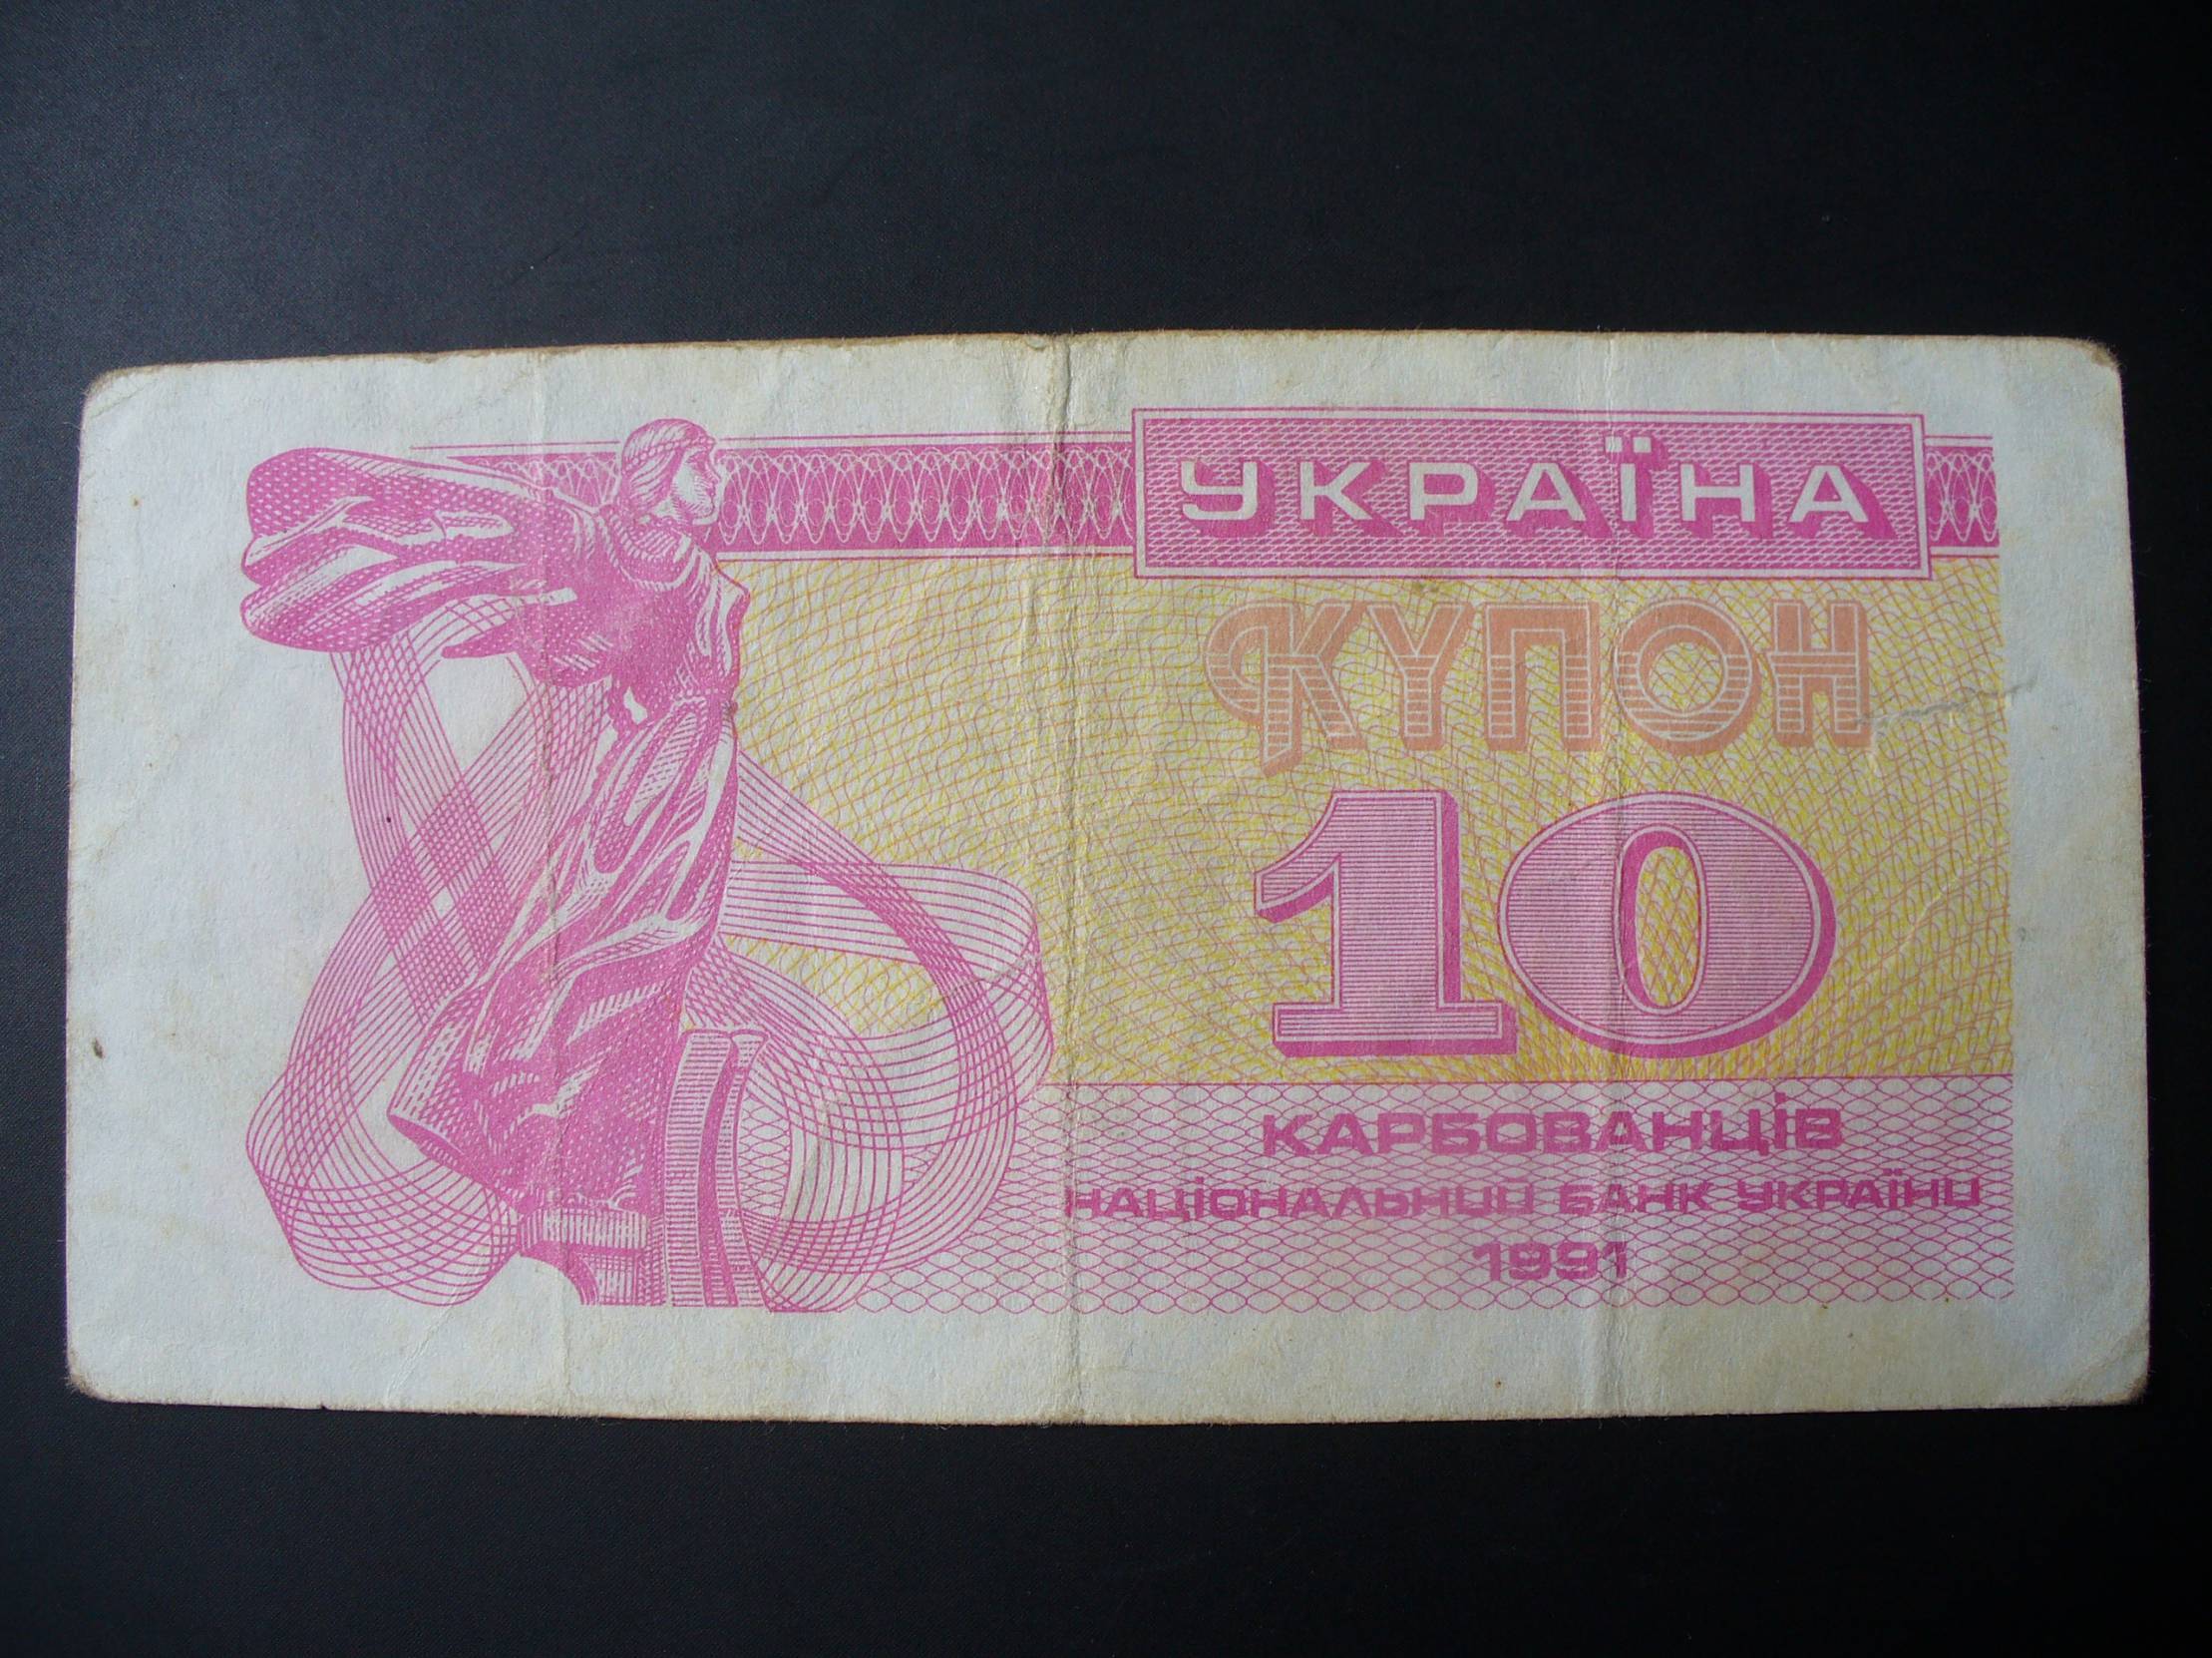 УКРАЇНА
КУПОН
10
КАРБОВАНЦІВ
НАЦІОНАЛЬНИЙ БАНК УКРАЇНИ
1991